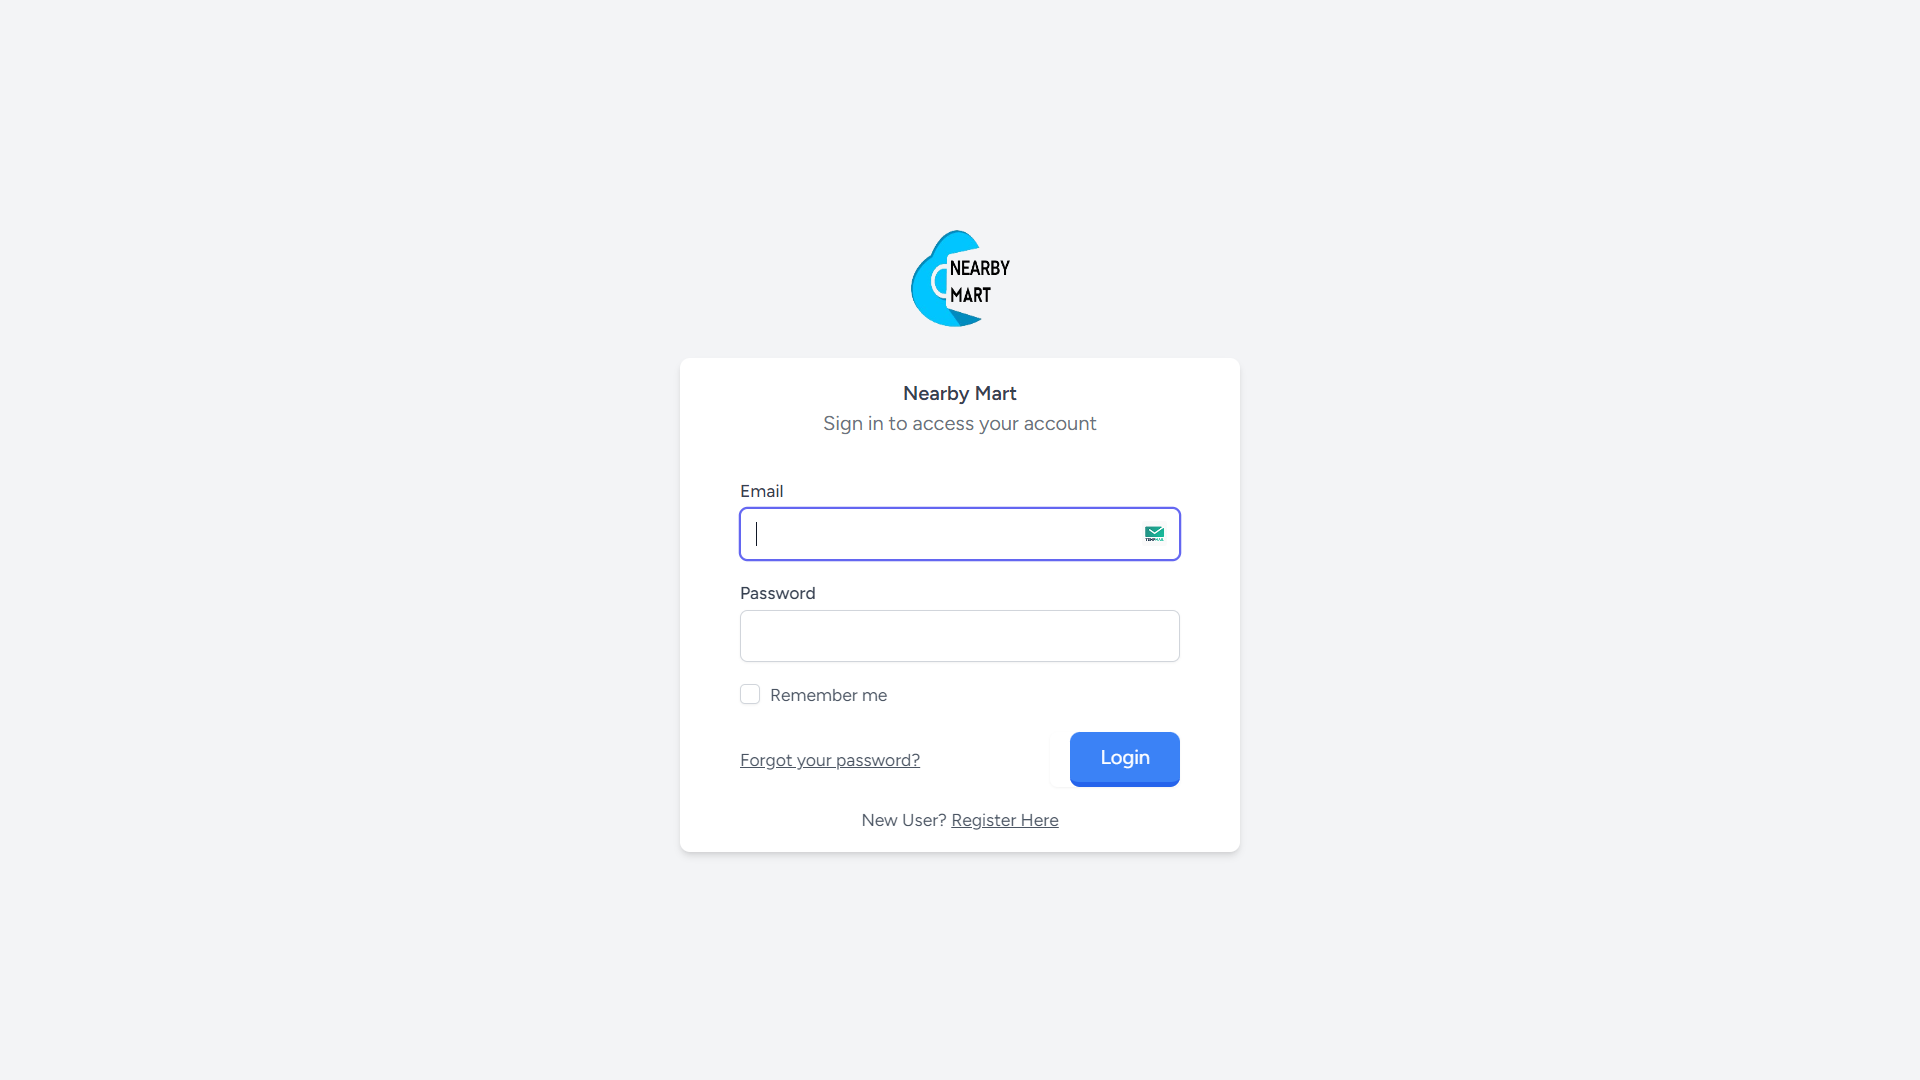 NEARBY
MART
Nearby Mart
Sign in to access your account
Email
Password
Remember me
Forgot your password?
Login
New User? Register Here